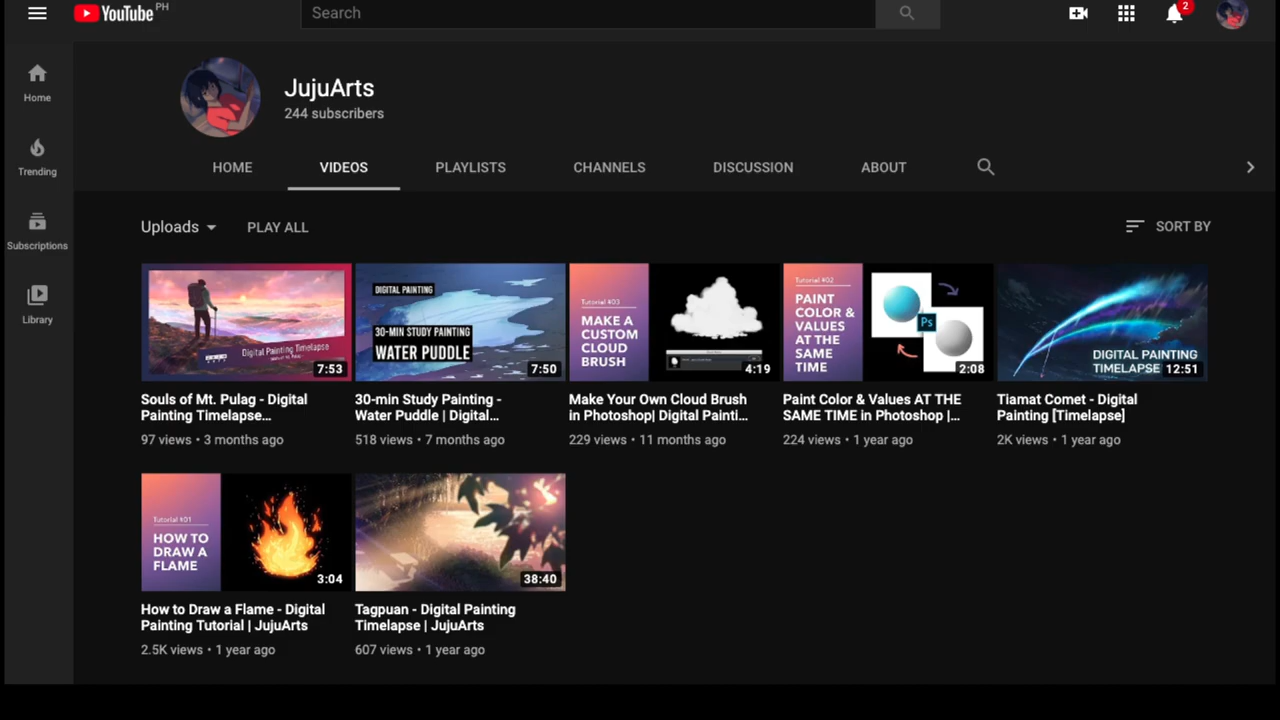 YouTube PH
Search
2
Home
Trending
Subscriptions
Library
JujuArts
244 subscribers
HOME VIDEOS PLAYLISTS CHANNELS DISCUSSION ABOUT
Uploads PLAY ALL SORT BY
Digital Painting Timelapse
7:53
Souls of Mt. Pulag - Digital
Painting Timelapse...
97 views • 3 months ago
DIGITAL PAINTING
30-MIN STUDY PAINTING
WATER PUDDLE
7:50
30-min Study Painting -
Water Puddle | Digital...
518 views • 7 months ago
Tutorial #03
MAKE A
CUSTOM
CLOUD
BRUSH
4:19
Make Your Own Cloud Brush
in Photoshop| Digital Painti...
229 views • 11 months ago
Tutorial #02
PAINT
COLOR &
VALUES
AT THE
SAME
TIME
Ps
2:08
Paint Color & Values AT THE
SAME TIME in Photoshop |...
224 views • 1 year ago
DIGITAL PAINTING
TIMELAPSE
12:51
Tiamat Comet - Digital
Painting [Timelapse]
2K views • 1 year ago
Tutorial #01
HOW TO
DRAW A
FLAME
3:04
How to Draw a Flame - Digital
Painting Tutorial | JujuArts
2.5K views • 1 year ago
38:40
Tagpuan - Digital Painting
Timelapse | JujuArts
607 views • 1 year ago